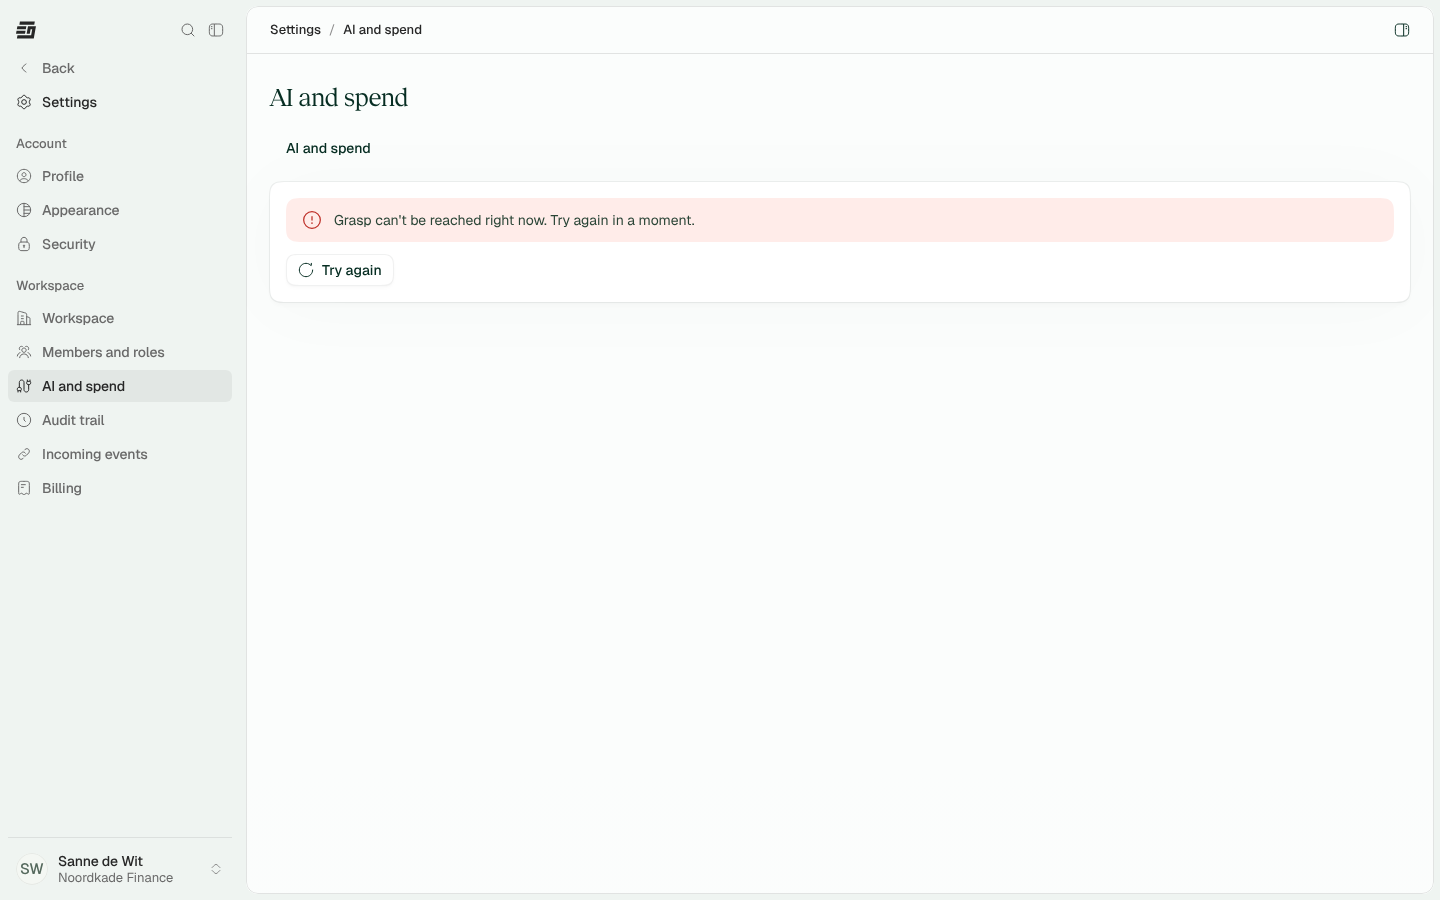 Back
Settings
Account
Profile
Appearance
Security
Workspace
Workspace
Members and roles
AI and spend
Audit trail
Incoming events
Billing
SW
Sanne de Wit
Noordkade Finance
Settings / AI and spend
AI and spend
AI and spend
Grasp can't be reached right now. Try again in a moment.
Try again